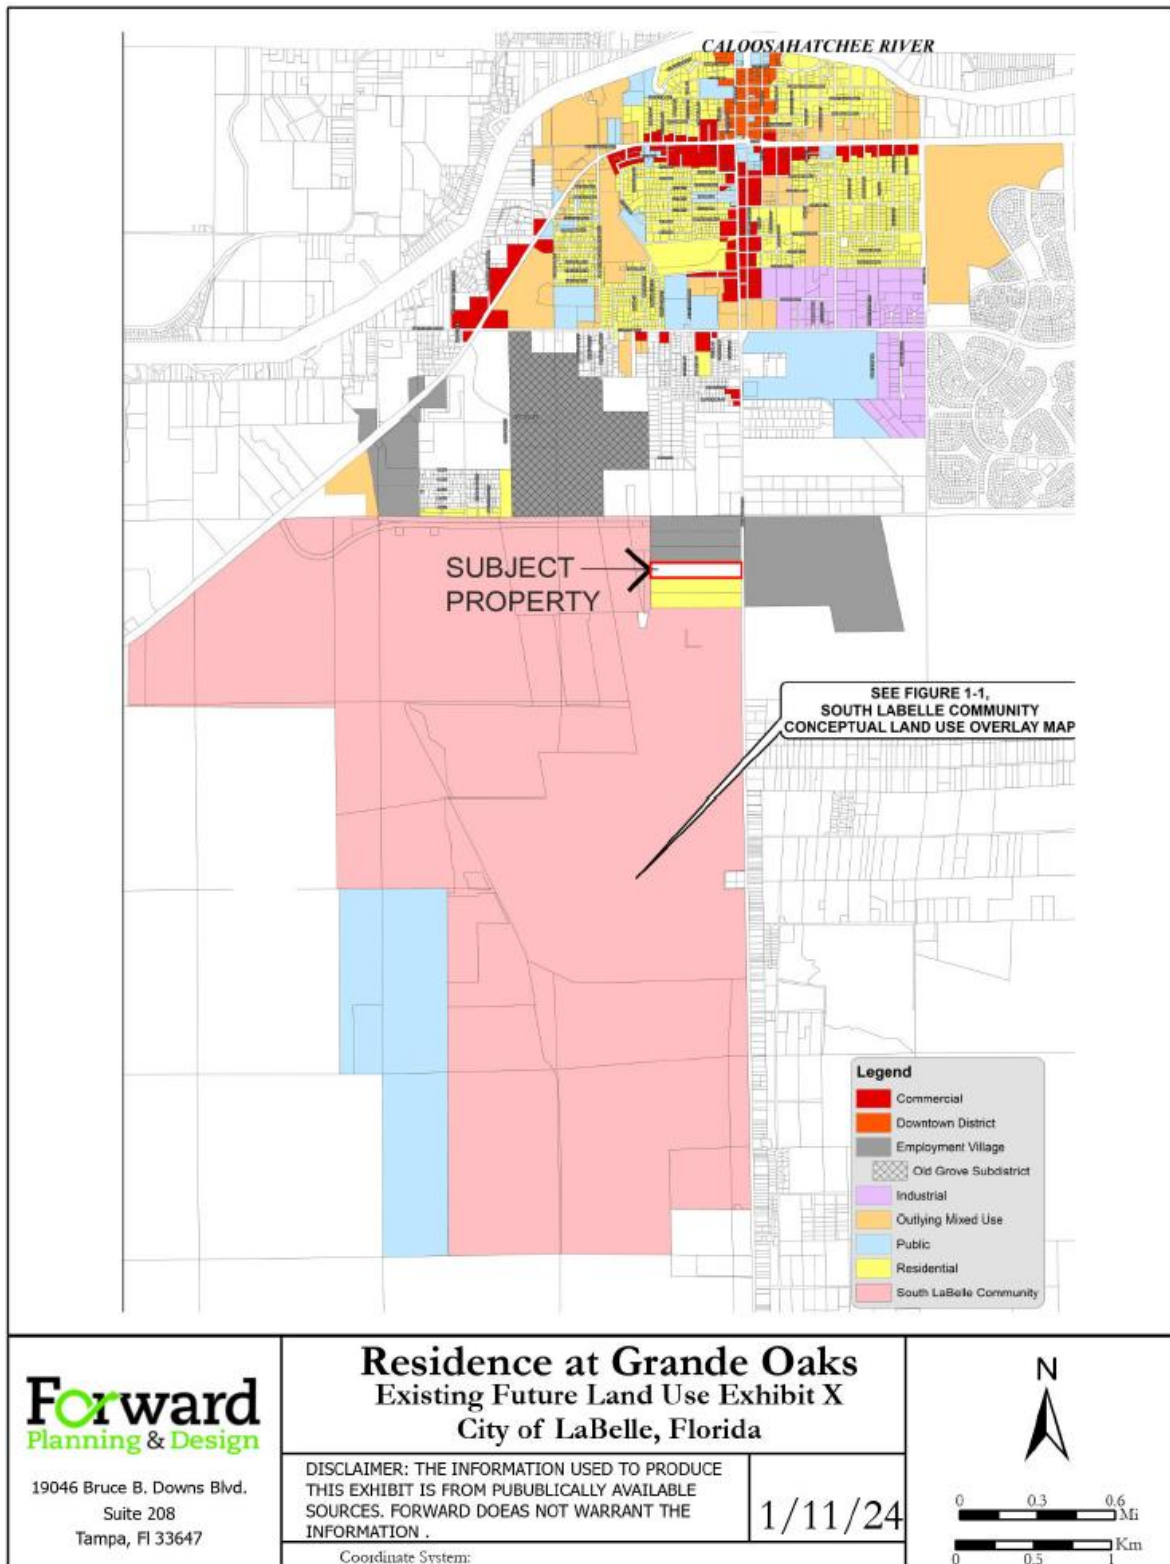 CALOOSAHATCHEE RIVER
SUBJECT
PROPERTY
SEE FIGURE 1-1,
SOUTH LABELLE COMMUNITY
CONCEPTUAL LAND USE OVERLAY MAP
Legend
Commercial
Downtown District
Employment Village
Old Grove Subdistrict
Industrial
Outlying Mixed Use
Public
Residential
South LaBelle Community
Forward
Planning & Design
19046 Bruce B. Downs Blvd.
Suite 208
Tampa, Fl 33647
Residence at Grande Oaks
Existing Future Land Use Exhibit X
City of LaBelle, Florida
DISCLAIMER: THE INFORMATION USED TO PRODUCE
THIS EXHIBIT IS FROM PUBUBLICALLY AVAILABLE
SOURCES. FORWARD DOEAS NOT WARRANT THE
INFORMATION .
1/11/24
Coordinate System:
N
0 0.3 0.6
Mi
Km
0 0.5 1